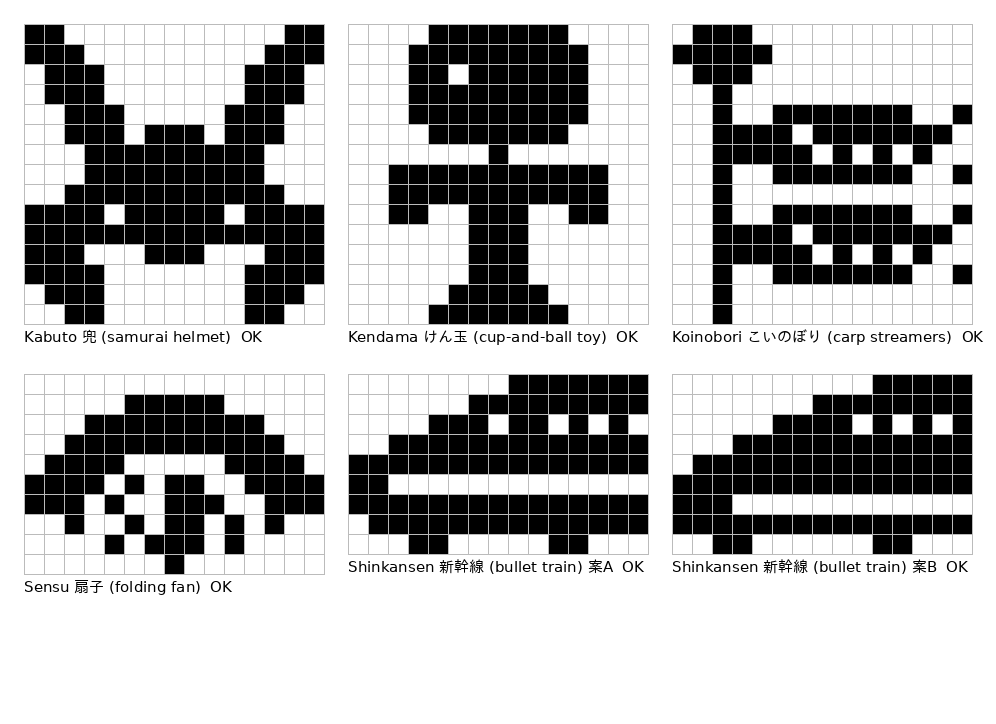 Kabuto 兜 (samurai helmet)  OK
Kendama けん玉 (cup-and-ball toy)  OK
Koinobori こいのぼり (carp streamers)  OK
Sensu 扇子 (folding fan)  OK
Shinkansen 新幹線 (bullet train) 案A  OK
Shinkansen 新幹線 (bullet train) 案B  OK